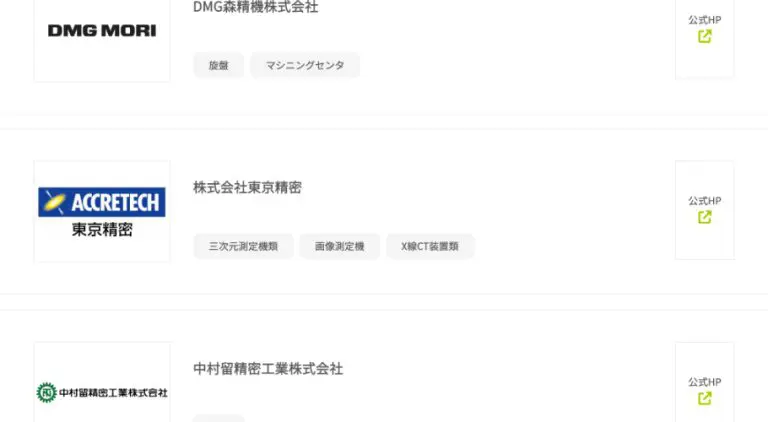 DMG MORI
DMG森精機株式会社
公式HP
旋盤
マシニングセンタ
ACCRETECH
東京精密
株式会社東京精密
公式HP
三次元測定機類
画像測定機
X線CT装置類
中村留精密工業株式会社
中村留精密工業株式会社
公式HP